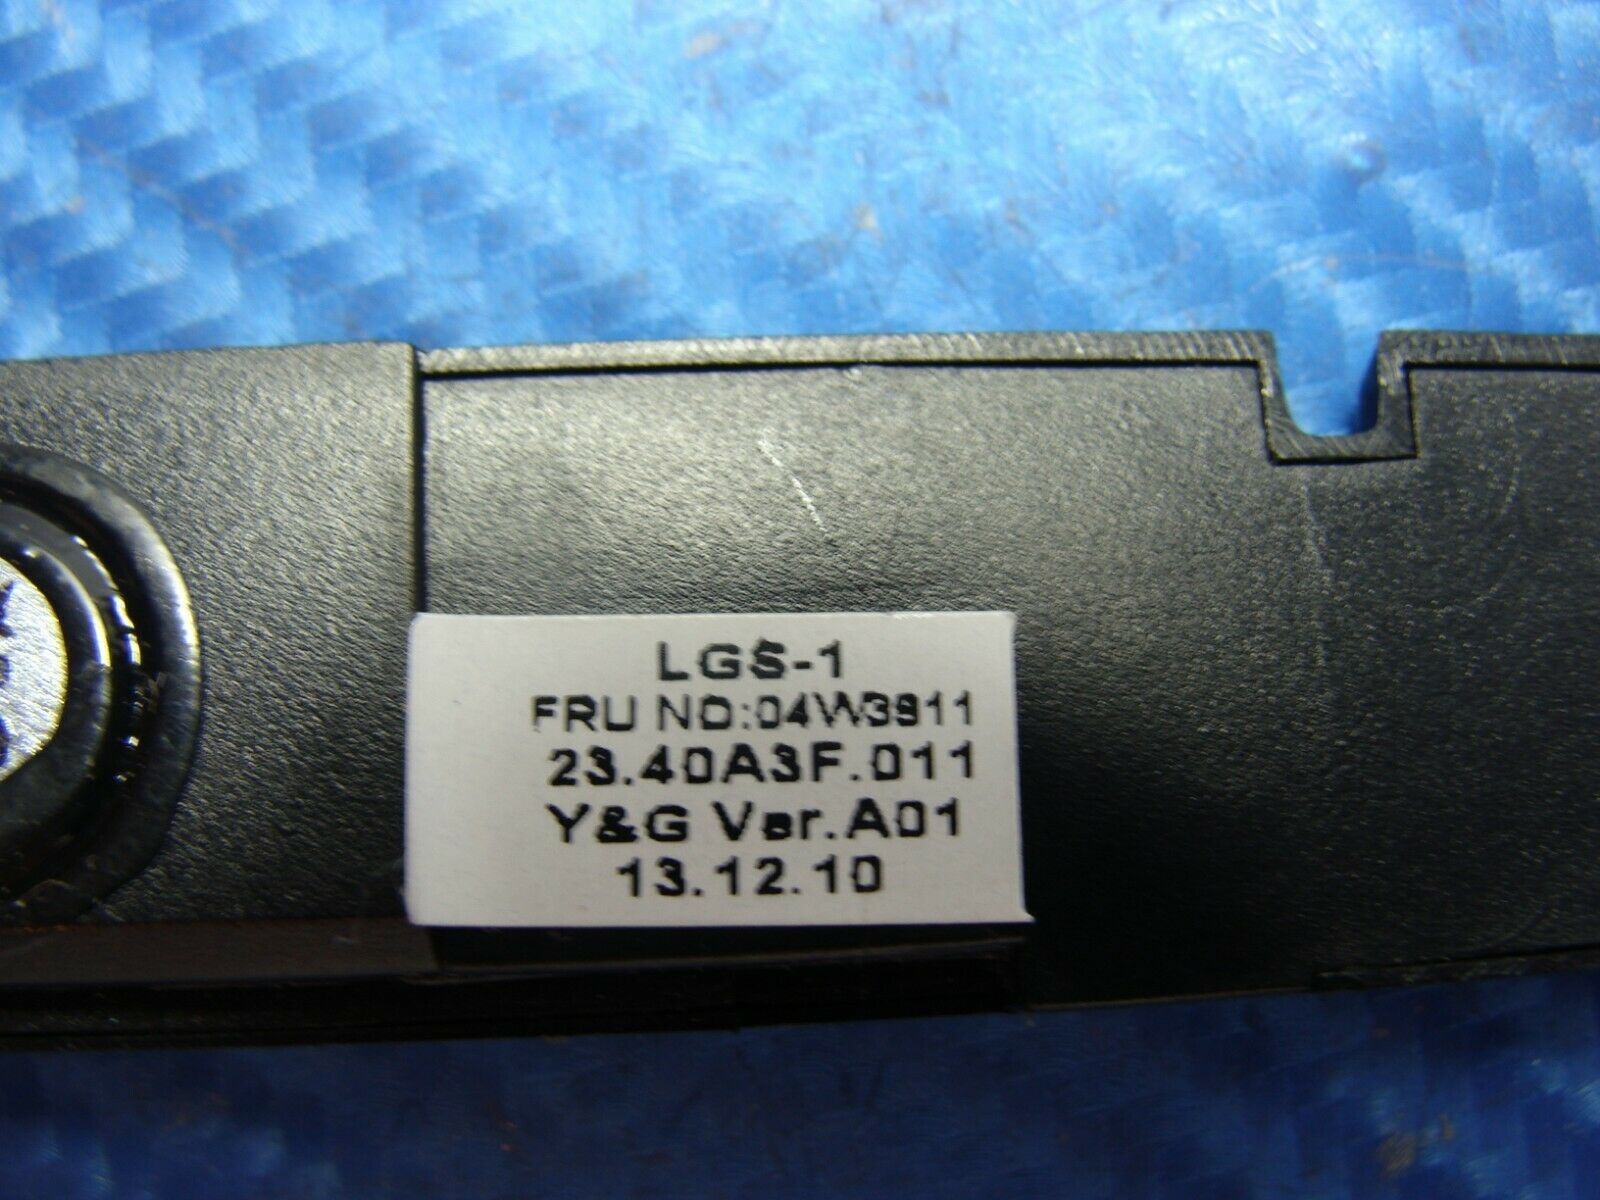 LGS-1
FRU NO:04W3911
23.40A3F.011
Y&G Ver.A01
13.12.10